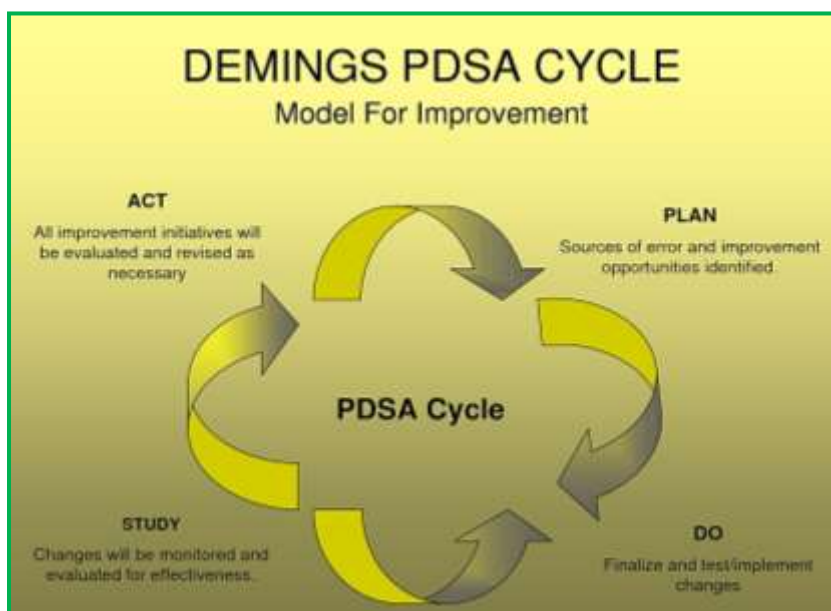 DEMINGS PDSA CYCLE
Model For Improvement
ACT
All improvement initiatives will
be evaluated and revised as
necessary
PLAN
Sources of error and improvement
opportunities identified.
PDSA Cycle
STUDY
Changes will be monitored and
evaluated for effectiveness.
DO
Finalize and test/implement
changes